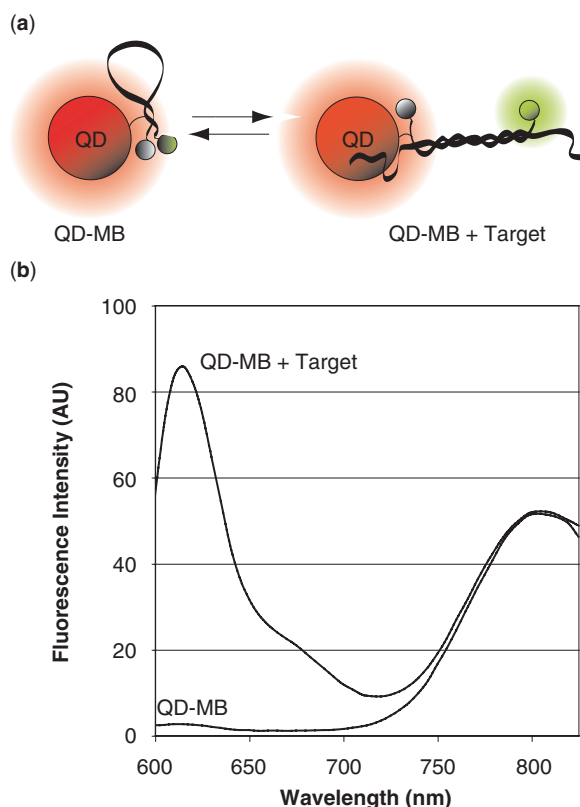 (a)
QD
QD
QD-MB
QD-MB + Target
(b)
Fluorescence Intensity (AU)
100
80
60
40
20
0
QD-MB + Target
QD-MB
600 650 700 750 800
Wavelength (nm)